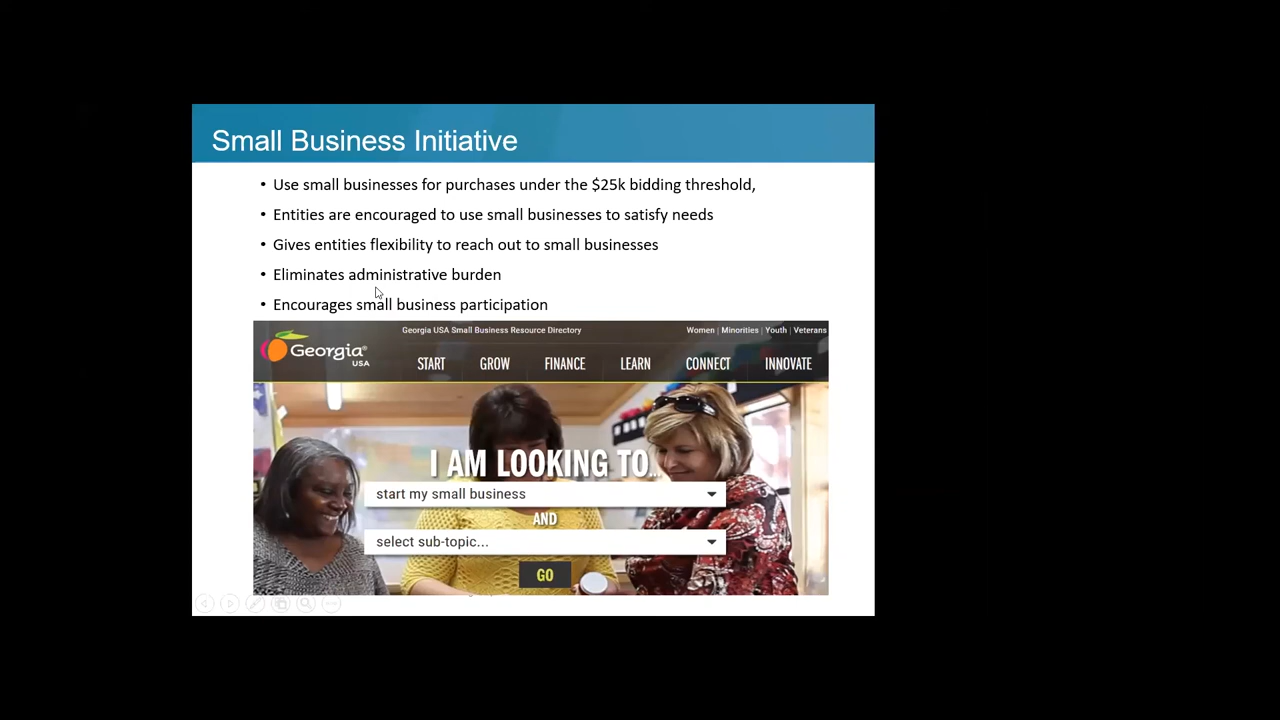 Small Business Initiative
• Use small businesses for purchases under the $25k bidding threshold,
• Entities are encouraged to use small businesses to satisfy needs
• Gives entities flexibility to reach out to small businesses
• Eliminates administrative burden
• Encourages small business participation
Georgia USA Small Business Resource Directory
Women | Minorities | Youth | Veterans
Georgia®
USA
START GROW FINANCE LEARN CONNECT INNOVATE
I AM LOOKING TO...
start my small business
AND
select sub-topic...
GO